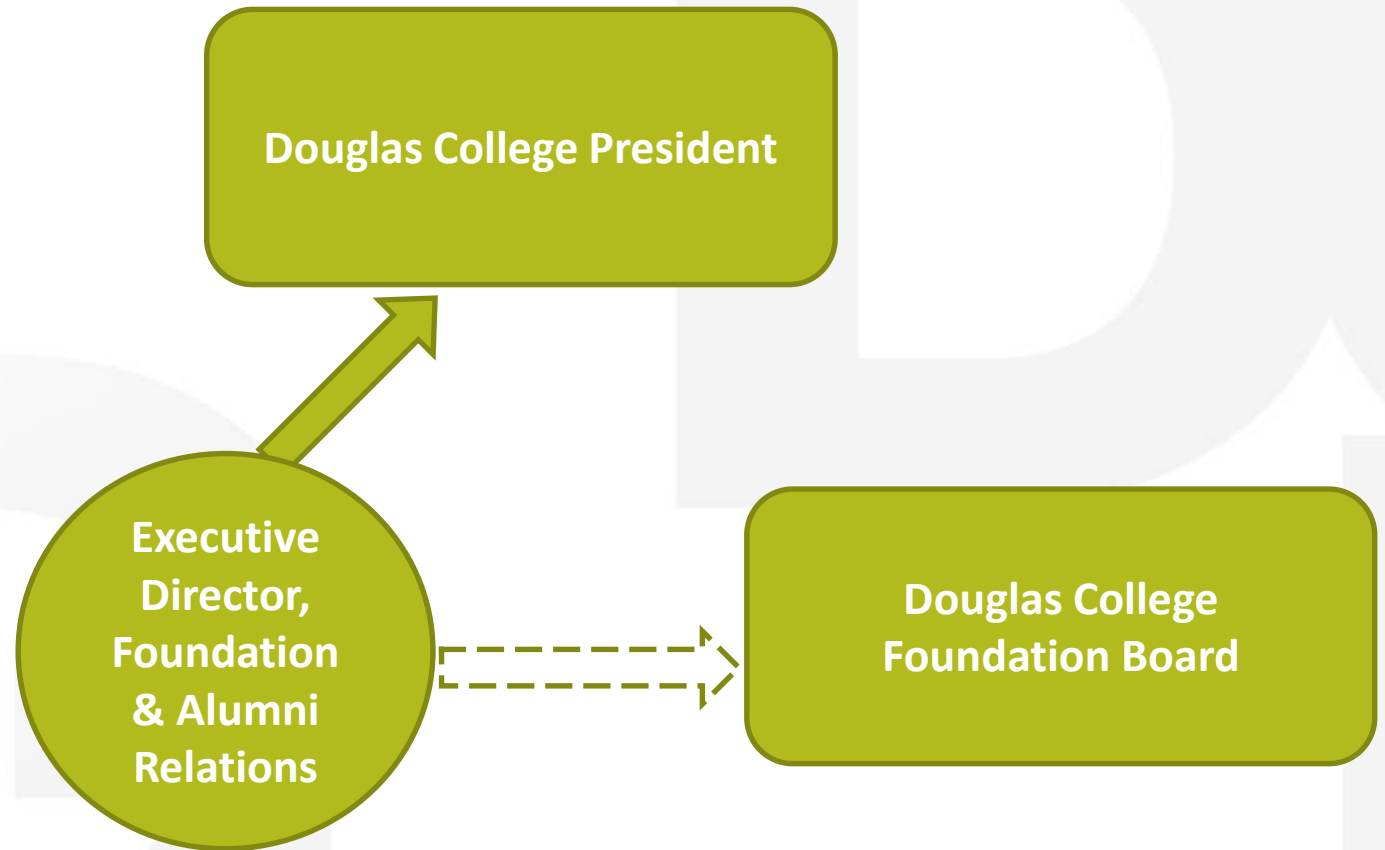 Douglas College President
Executive
Director,
Foundation
& Alumni
Relations
Douglas College
Foundation Board